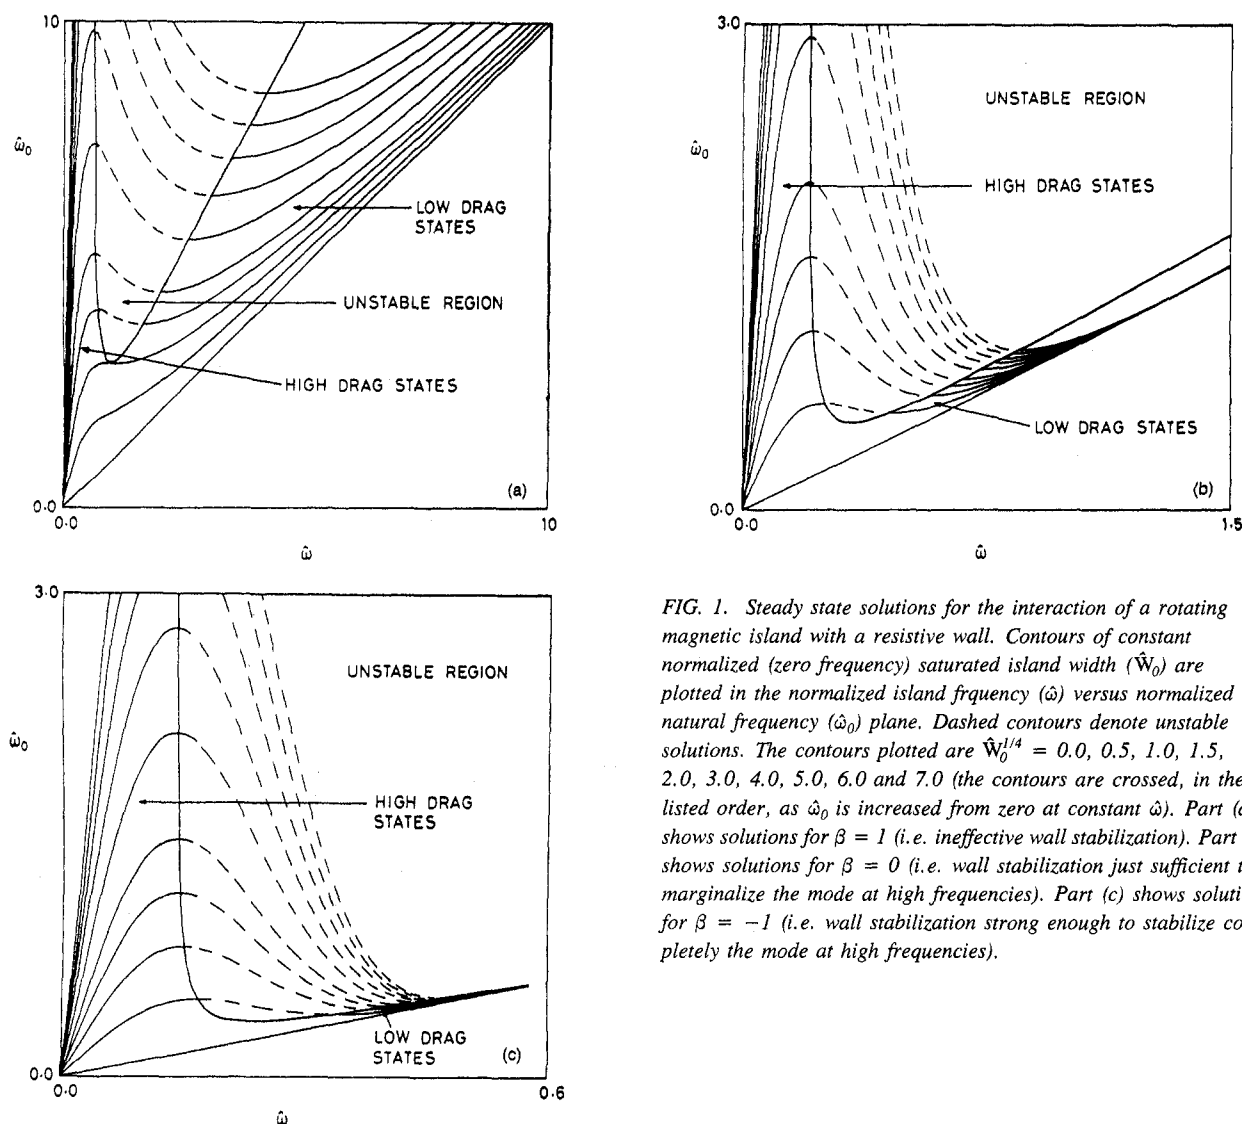 10
ω̂₀
LOW DRAG
STATES
UNSTABLE REGION
HIGH DRAG STATES
(a)
0.0
0.0
10
ω̂
3.0
UNSTABLE REGION
ω̂₀
HIGH DRAG STATES
LOW DRAG STATES
(b)
0.0
0.0
1.5
ω̂
3.0
UNSTABLE REGION
ω̂₀
HIGH DRAG
STATES
LOW DRAG
STATES
(c)
0.0
0.0
0.6
ω̂
FIG. 1. Steady state solutions for the interaction of a rotating
magnetic island with a resistive wall. Contours of constant
normalized (zero frequency) saturated island width (Ŵ₀) are
plotted in the normalized island frquency (ω̂) versus normalized
natural frequency (ω̂₀) plane. Dashed contours denote unstable
solutions. The contours plotted are Ŵ₀^1/4 = 0.0, 0.5, 1.0, 1.5,
2.0, 3.0, 4.0, 5.0, 6.0 and 7.0 (the contours are crossed, in the
listed order, as ω̂₀ is increased from zero at constant ω̂). Part
shows solutions for β = 1 (i.e. ineffective wall stabilization). Part
shows solutions for β = 0 (i.e. wall stabilization just sufficient
marginalize the mode at high frequencies). Part (c) shows
for β = −1 (i.e. wall stabilization strong enough to stabilize
pletely the mode at high frequencies).